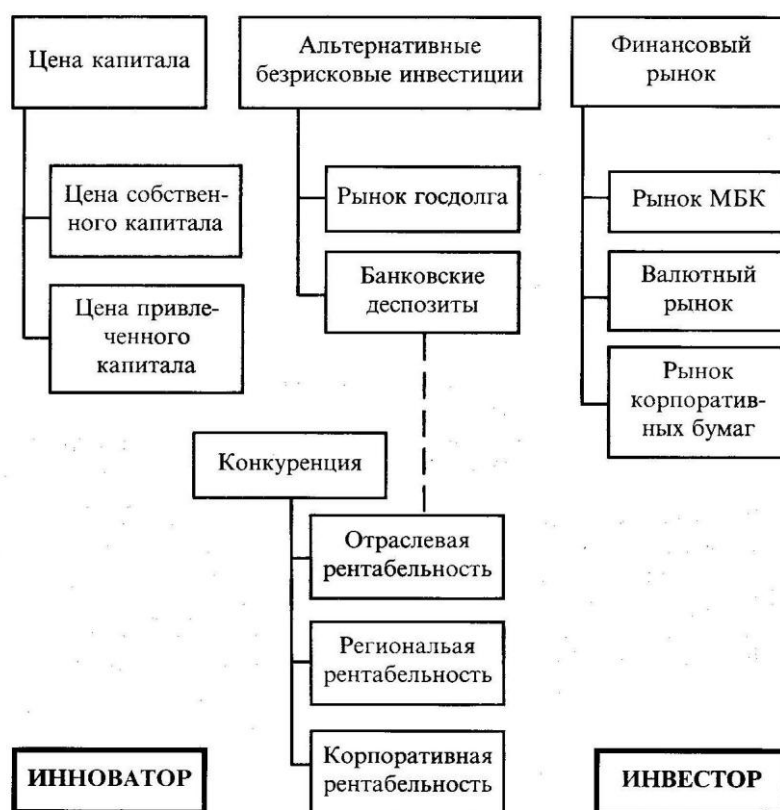 Цена капитала
Альтернативные
безрисковые инвестиции
Финансовый
рынок
Цена собствен-
ного капитала
Цена привле-
ченного
капитала
Рынок госдолга
Банковские
деспозиты
Рынок МБК
Валютный
рынок
Рынок
корпоратив-
ных бумаг
Конкуренция
Отраслевая
рентабельность
Региональая
рентабельность
Корпоративная
рентабельность
ИННОВАТОР
ИНВЕСТОР